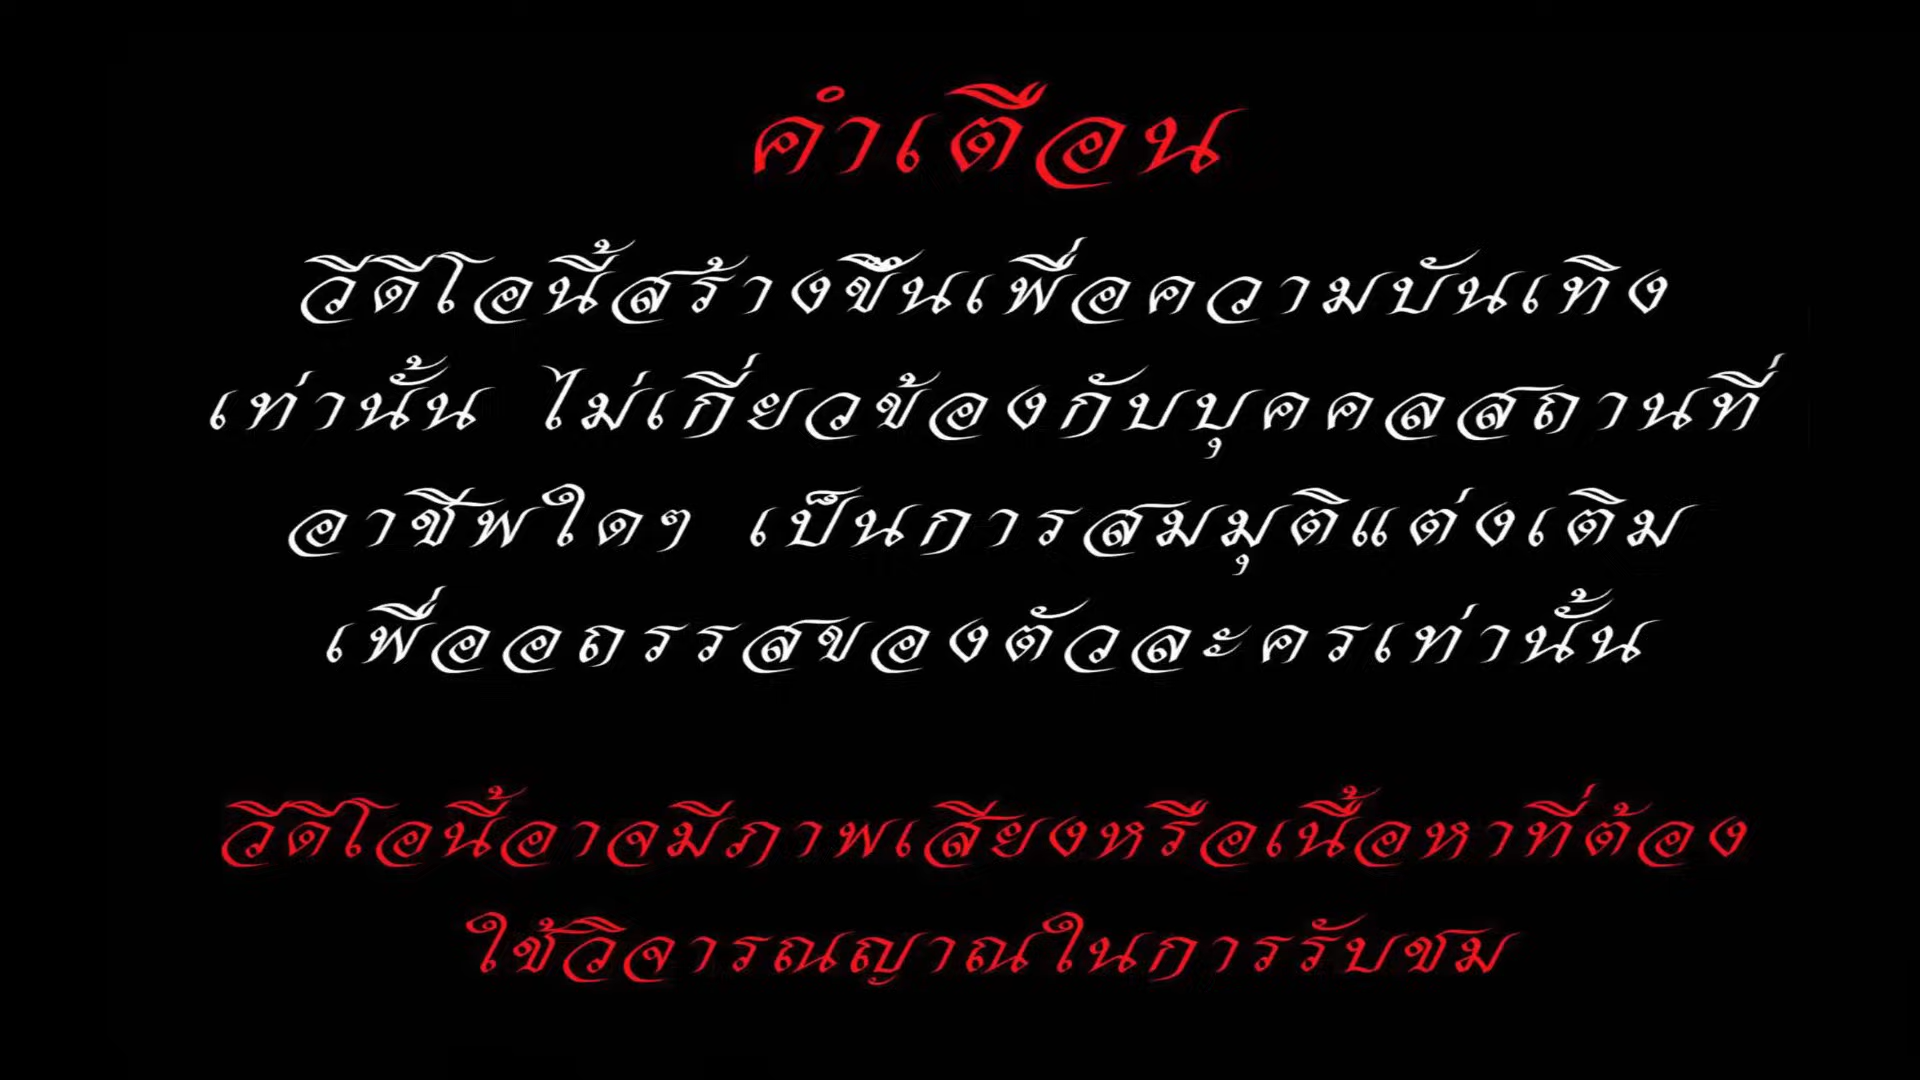 คำเตือน
วีดีโอนี้สร้างขึ้นเพื่อความบันเทิง
เท่านั้น ไม่เกี่ยวข้องกับบุคคลสถานที่
อาชีพใดๆ เป็นการสมมุติแต่งเติม
เพื่ออถรรสของตัวละครเท่านั้น
วีดีโอนี้อาจมีภาพเสียงหรือเนื้อหาที่ต้อง
ใช้วิจารณญาณในการรับชม